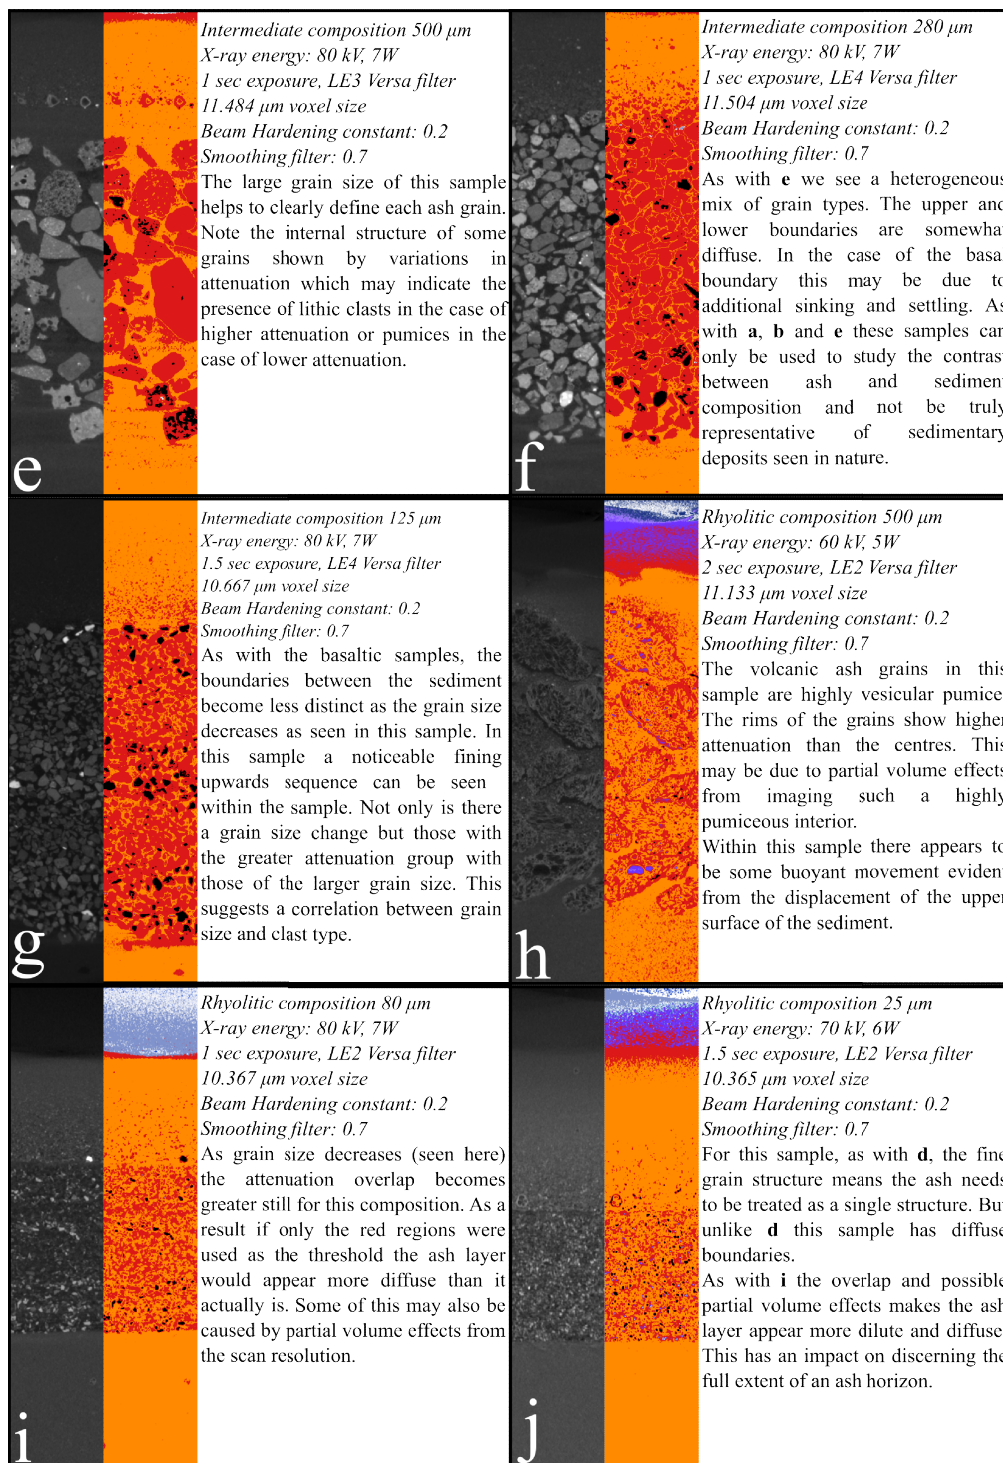 Intermediate composition 500 μm
X-ray energy: 80 kV, 7W
1 sec exposure, LE3 Versa filter
11.484 μm voxel size
Beam Hardening constant: 0.2
Smoothing filter: 0.7
The large grain size of this sample
helps to clearly define each ash grain.
Note the internal structure of some
grains shown by variations in
attenuation which may indicate the
presence of lithic clasts in the case of
higher attenuation or pumices in the
case of lower attenuation.
e
Intermediate composition 280 μm
X-ray energy: 80 kV, 7W
1 sec exposure, LE4 Versa filter
11.504 μm voxel size
Beam Hardening constant: 0.2
Smoothing filter: 0.7
As with e we see a heterogeneous
mix of grain types. The upper and
lower boundaries are somewha
diffuse. In the case of the basa
boundary this may be due to
additional sinking and settling. As
with a, b and e these samples can
only be used to study the contras
between ash and sediment
composition and not be truly
representative of sedimentary
deposits seen in nature.
f
Intermediate composition 125 μm
X-ray energy: 80 kV, 7W
1.5 sec exposure, LE4 Versa filter
10.667 μm voxel size
Beam Hardening constant: 0.2
Smoothing filter: 0.7
As with the basaltic samples, the
boundaries between the sediment
become less distinct as the grain size
decreases as seen in this sample. In
this sample a noticeable fining
upwards sequence can be seen
within the sample. Not only is there
a grain size change but those with
the greater attenuation group with
those of the larger grain size. This
suggests a correlation between grain
size and clast type.
g
Rhyolitic composition 500 μm
X-ray energy: 60 kV, 5W
2 sec exposure, LE2 Versa filter
11.133 μm voxel size
Beam Hardening constant: 0.2
Smoothing filter: 0.7
The volcanic ash grains in this
sample are highly vesicular pumice
The rims of the grains show higher
attenuation than the centres. This
may be due to partial volume effects
from imaging such a highly
pumiceous interior.
Within this sample there appears to
be some buoyant movement eviden
from the displacement of the upper
surface of the sediment.
h
Rhyolitic composition 80 μm
X-ray energy: 80 kV, 7W
1 sec exposure, LE2 Versa filter
10.367 μm voxel size
Beam Hardening constant: 0.2
Smoothing filter: 0.7
As grain size decreases (seen here)
the attenuation overlap becomes
greater still for this composition. As a
result if only the red regions were
used as the threshold the ash layer
would appear more diffuse than it
actually is. Some of this may also be
caused by partial volume effects from
the scan resolution.
i
Rhyolitic composition 25 μm
X-ray energy: 70 kV, 6W
1.5 sec exposure, LE2 Versa filter
10.365 μm voxel size
Beam Hardening constant: 0.2
Smoothing filter: 0.7
For this sample, as with d, the fine
grain structure means the ash needs
to be treated as a single structure. Bu
unlike d this sample has diffuse
boundaries.
As with i the overlap and possible
partial volume effects makes the ash
layer appear more dilute and diffuse
This has an impact on discerning the
full extent of an ash horizon.
j